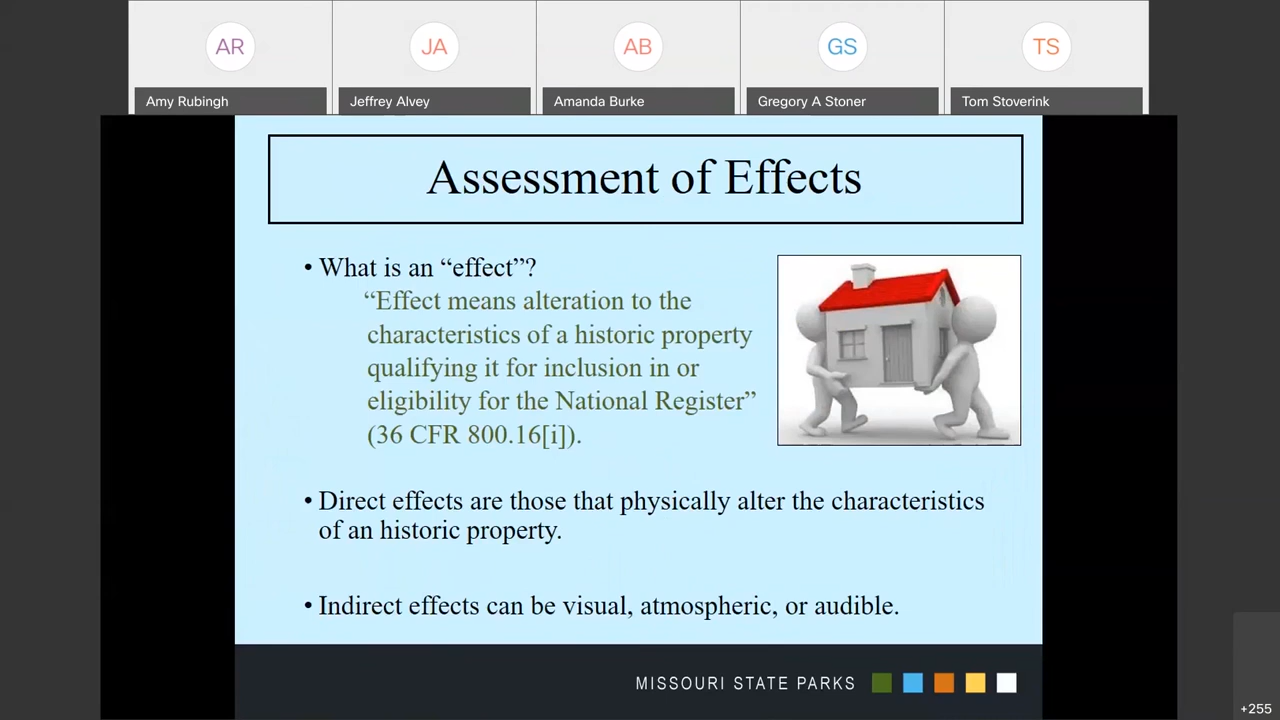 AR
JA
AB
GS
TS
Amy Rubingh
Jeffrey Alvey
Amanda Burke
Gregory A Stoner
Tom Stoverink
Assessment of Effects
• What is an “effect”?
“Effect means alteration to the
characteristics of a historic property
qualifying it for inclusion in or
eligibility for the National Register”
(36 CFR 800.16[i]).
• Direct effects are those that physically alter the characteristics
of an historic property.
• Indirect effects can be visual, atmospheric, or audible.
MISSOURI STATE PARKS
+255